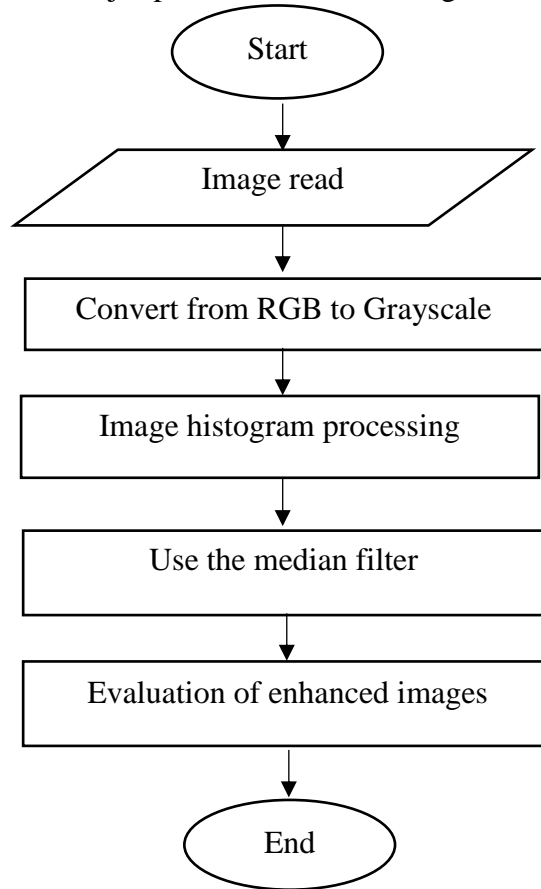 Start
Image read
Convert from RGB to Grayscale
Image histogram processing
Use the median filter
Evaluation of enhanced images
End